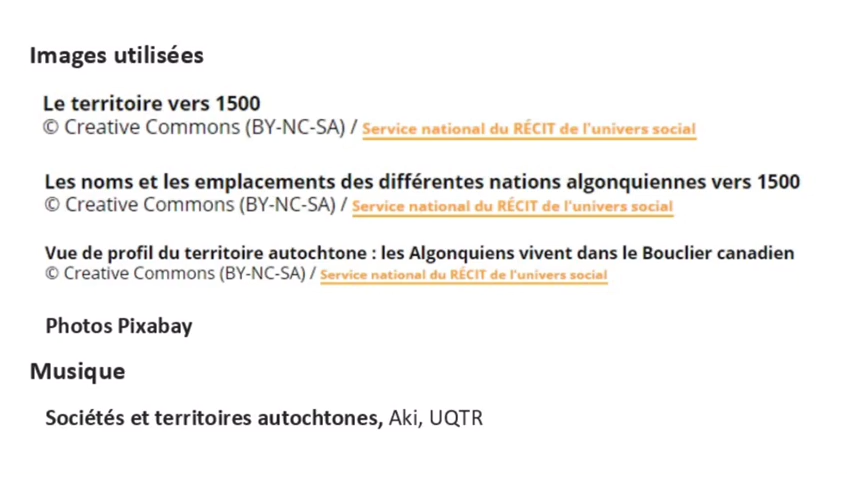 Images utilisées
Le territoire vers 1500
© Creative Commons (BY-NC-SA) / Service national du RÉCIT de l'univers social
Les noms et les emplacements des différentes nations algonquiennes vers 1500
© Creative Commons (BY-NC-SA) / Service national du RÉCIT de l'univers social
Vue de profil du territoire autochtone : les Algonquiens vivent dans le Bouclier canadien
© Creative Commons (BY-NC-SA) / Service national du RÉCIT de l'univers social
Photos Pixabay
Musique
Sociétés et territoires autochtones, Aki, UQTR